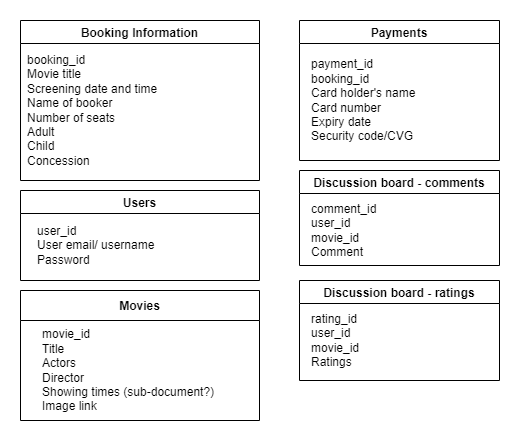 Booking Information
booking_id
Movie title
Screening date and time
Name of booker
Number of seats
Adult
Child
Concession
Users
user_id
User email/ username
Password
Movies
movie_id
Title
Actors
Director
Showing times (sub-document?)
Image link
Payments
payment_id
booking_id
Card holder's name
Card number
Expiry date
Security code/CVG
Discussion board - comments
comment_id
user_id
movie_id
Comment
Discussion board - ratings
rating_id
user_id
movie_id
Ratings